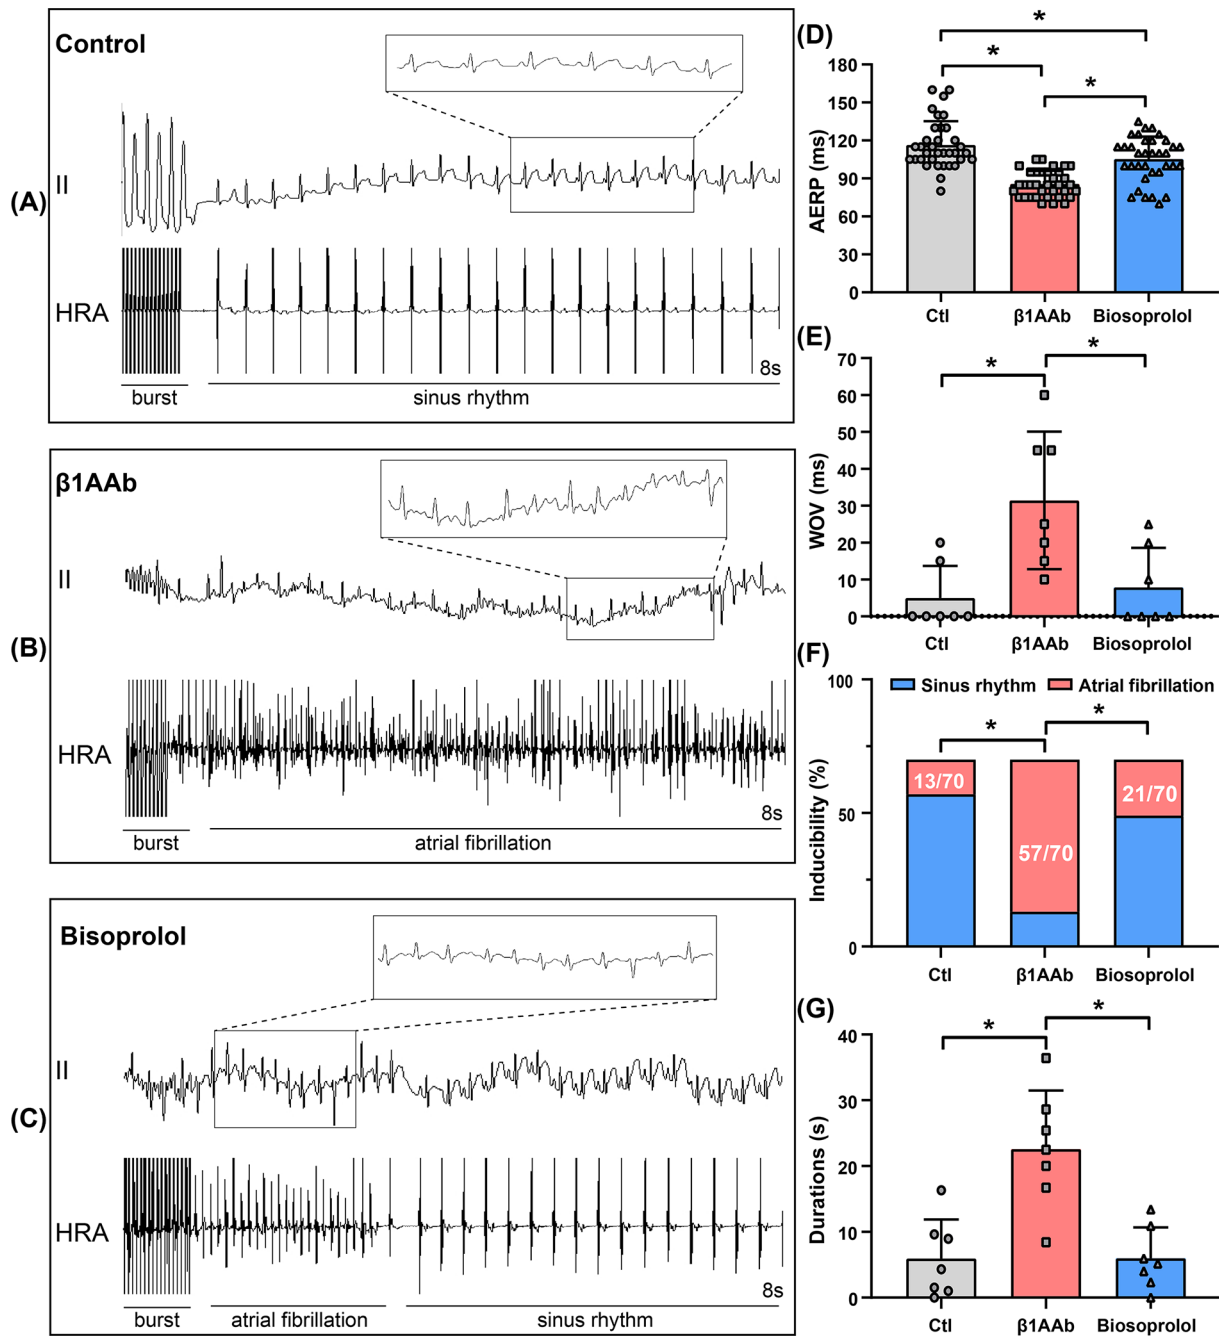 Control
(A)
II
HRA
8s
burst
sinus rhythm
β1AAb
(B)
II
HRA
8s
burst
atrial fibrillation
Bisoprolol
(C)
II
HRA
8s
burst
atrial fibrillation
sinus rhythm
(D)
*
*
*
AERP (ms)
180
150
120
90
60
30
0
Ctl
β1AAb
Biosoprolol
(E)
*
*
WOV (ms)
70
60
50
40
30
20
10
0
Ctl
β1AAb
Biosoprolol
(F)
Sinus rhythm
Atrial fibrillation
*
*
Inducibility (%)
100
50
0
13/70
57/70
21/70
Ctl
β1AAb
Biosoprolol
(G)
*
*
Durations (s)
40
30
20
10
0
Ctl
β1AAb
Biosoprolol